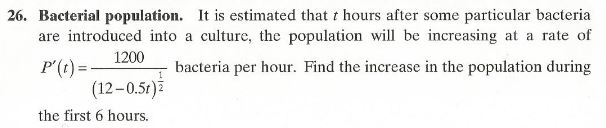 26. Bacterial population. It is estimated that t hours after some particular bacteria
are introduced into a culture, the population will be increasing at a rate of
P'(t) = 1200 / (12 – 0.5t)^(1/2) bacteria per hour. Find the increase in the population during
the first 6 hours.